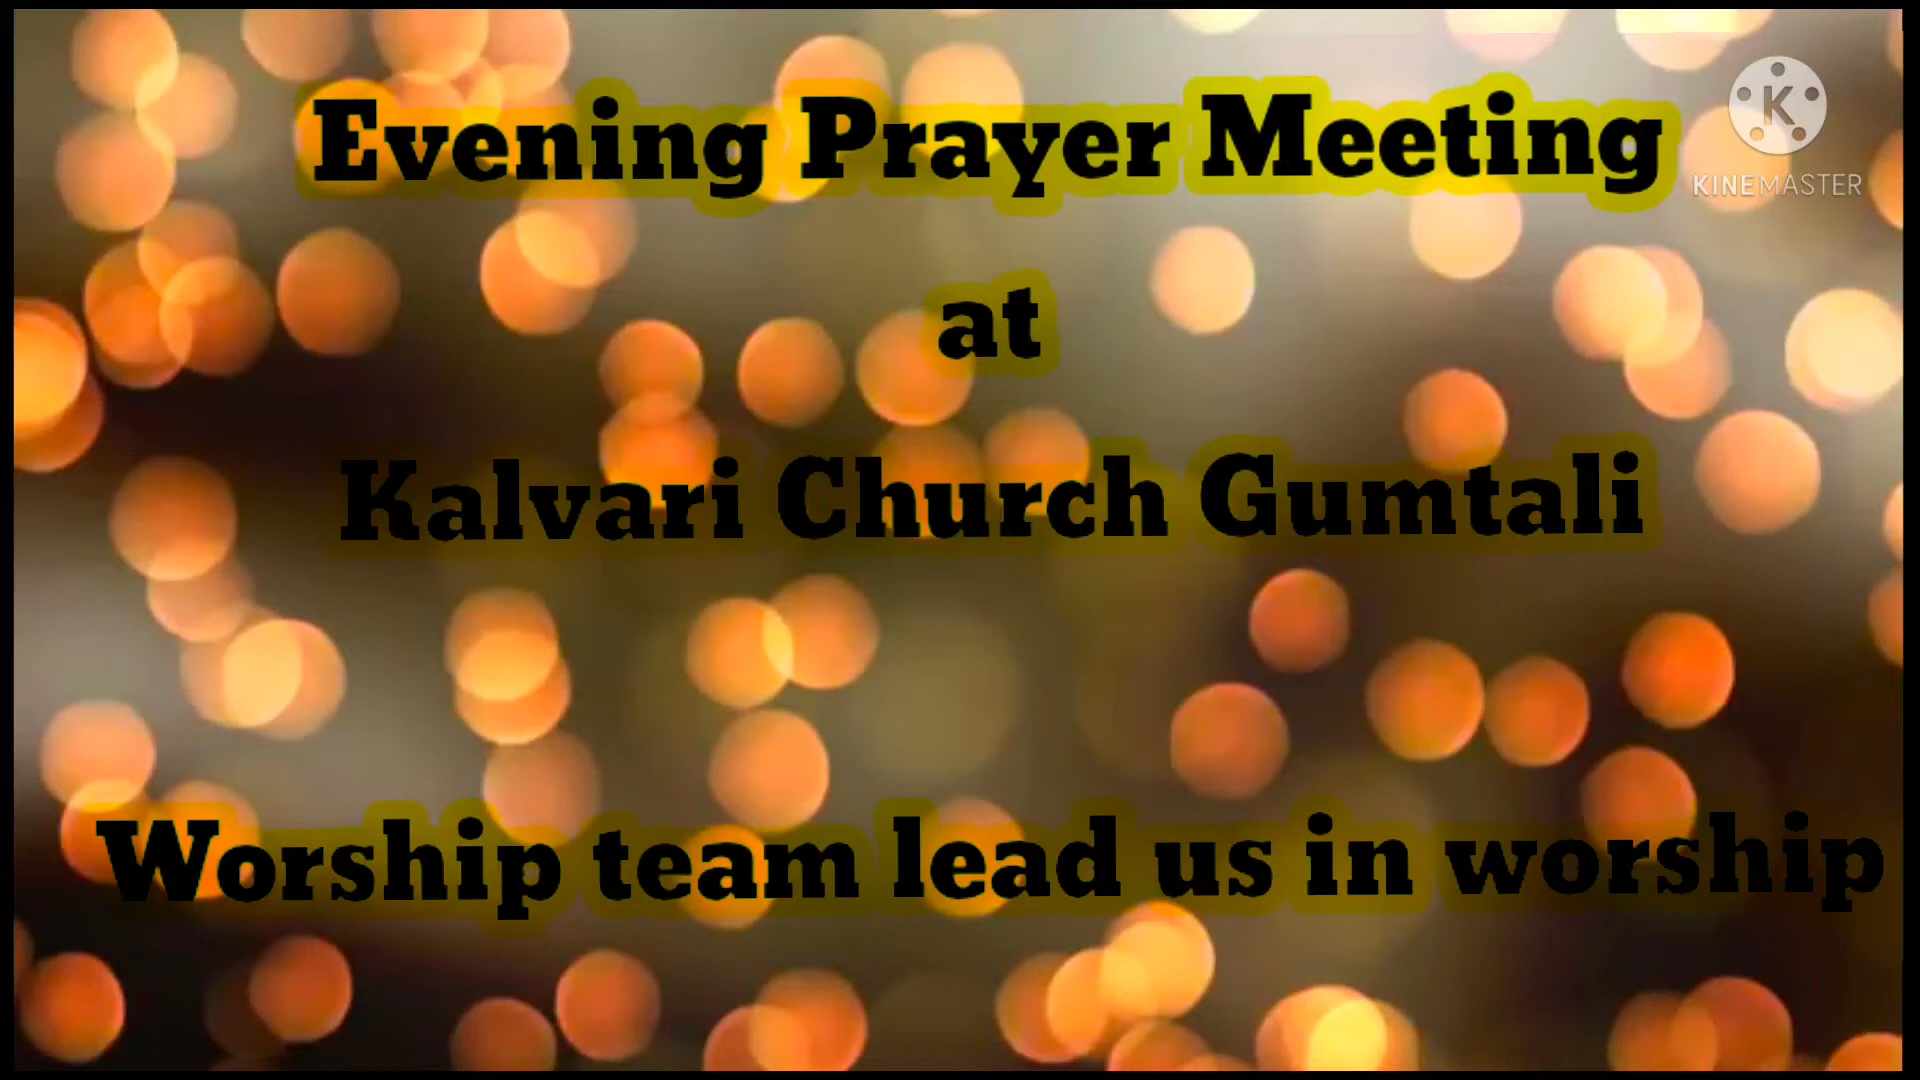 Evening Prayer Meeting
K
KINEMASTER
at
Kalvari Church Gumtali
Worship team lead us in worship